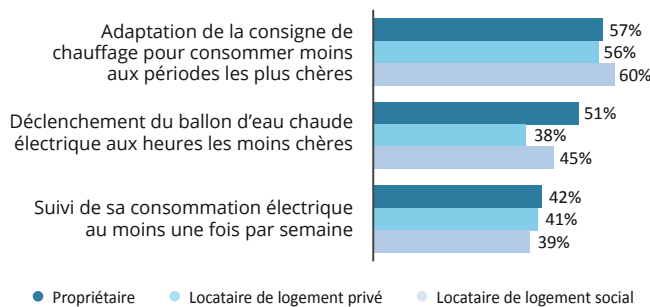 Adaptation de la consigne de
chauffage pour consommer moins
aux périodes les plus chères
57%
56%
60%
Déclenchement du ballon d'eau chaude
électrique aux heures les moins chères
51%
38%
45%
Suivi de sa consommation électrique
au moins une fois par semaine
42%
41%
39%
Propriétaire
Locataire de logement privé
Locataire de logement social